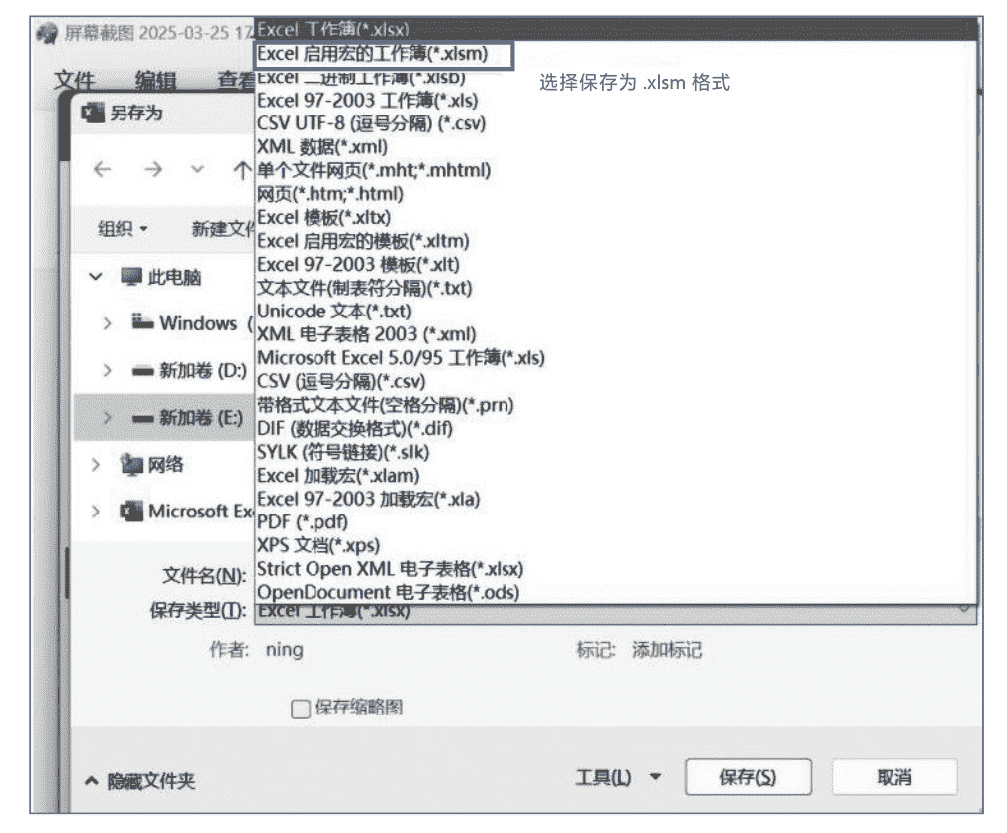 屏幕截图 2025-03-25 17
文件 编辑 查看
另存为
组织 新建文件
此电脑
Windows (
新加卷 (D:)
新加卷 (E:)
网络
Microsoft Ex
Excel 工作簿(*.xlsx)
Excel 启用宏的工作簿(*.xlsm)
选择保存为 .xlsm 格式
Excel 二进制工作簿(*.xlsb)
Excel 97-2003 工作簿(*.xls)
CSV UTF-8 (逗号分隔) (*.csv)
XML 数据(*.xml)
单个文件网页(*.mht;*.mhtml)
网页(*.htm;*.html)
Excel 模板(*.xltx)
Excel 启用宏的模板(*.xltm)
Excel 97-2003 模板(*.xlt)
文本文件(制表符分隔)(*.txt)
Unicode 文本(*.txt)
XML 电子表格 2003 (*.xml)
Microsoft Excel 5.0/95 工作簿(*.xls)
CSV (逗号分隔)(*.csv)
带格式文本文件(空格分隔)(*.prn)
DIF (数据交换格式)(*.dif)
SYLK (符号链接)(*.slk)
Excel 加载宏(*.xlam)
Excel 97-2003 加载宏(*.xla)
PDF (*.pdf)
XPS 文档(*.xps)
Strict Open XML 电子表格(*.xlsx)
OpenDocument 电子表格(*.ods)
文件名(N):
保存类型(T): Excel 工作簿(*.xlsx)
作者: ning 标记: 添加标记
保存缩略图
隐藏文件夹 工具(L) 保存(S) 取消